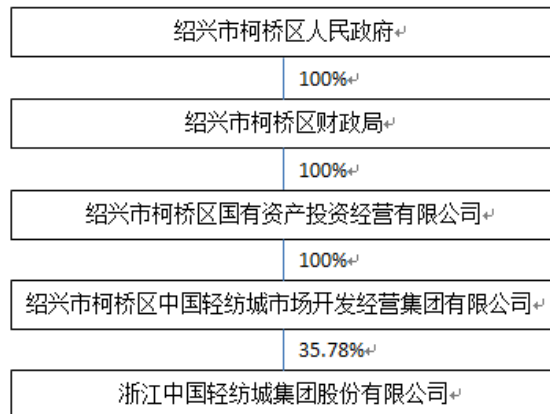 绍兴市柯桥区人民政府
100%
绍兴市柯桥区财政局
100%
绍兴市柯桥区国有资产投资经营有限公司
100%
绍兴市柯桥区中国轻纺城市场开发经营集团有限公司
35.78%
浙江中国轻纺城集团股份有限公司